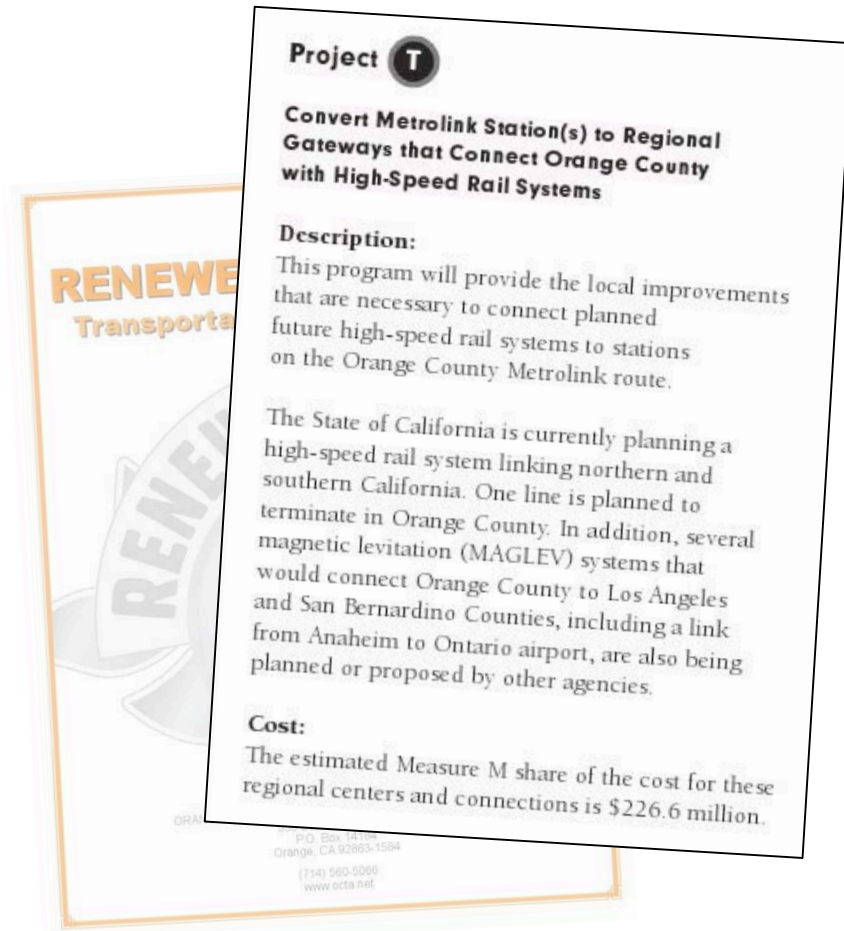 Project T
Convert Metrolink Station(s) to Regional
Gateways that Connect Orange County
with High-Speed Rail Systems
Description:
This program will provide the local improvements
that are necessary to connect planned
future high-speed rail systems to stations
on the Orange County Metrolink route.
The State of California is currently planning a
high-speed rail system linking northern and
southern California. One line is planned to
terminate in Orange County. In addition, several
magnetic levitation (MAGLEV) systems that
would connect Orange County to Los Angeles
and San Bernardino Counties, including a link
from Anaheim to Ontario airport, are also being
planned or proposed by other agencies.
Cost:
The estimated Measure M share of the cost for these
regional centers and connections is $226.6 million.
RENEWE
Transporta
RENEW
ORAN
P.O. Box 14184
Orange, CA 92863-1584
(714) 560-5066
www.octa.net